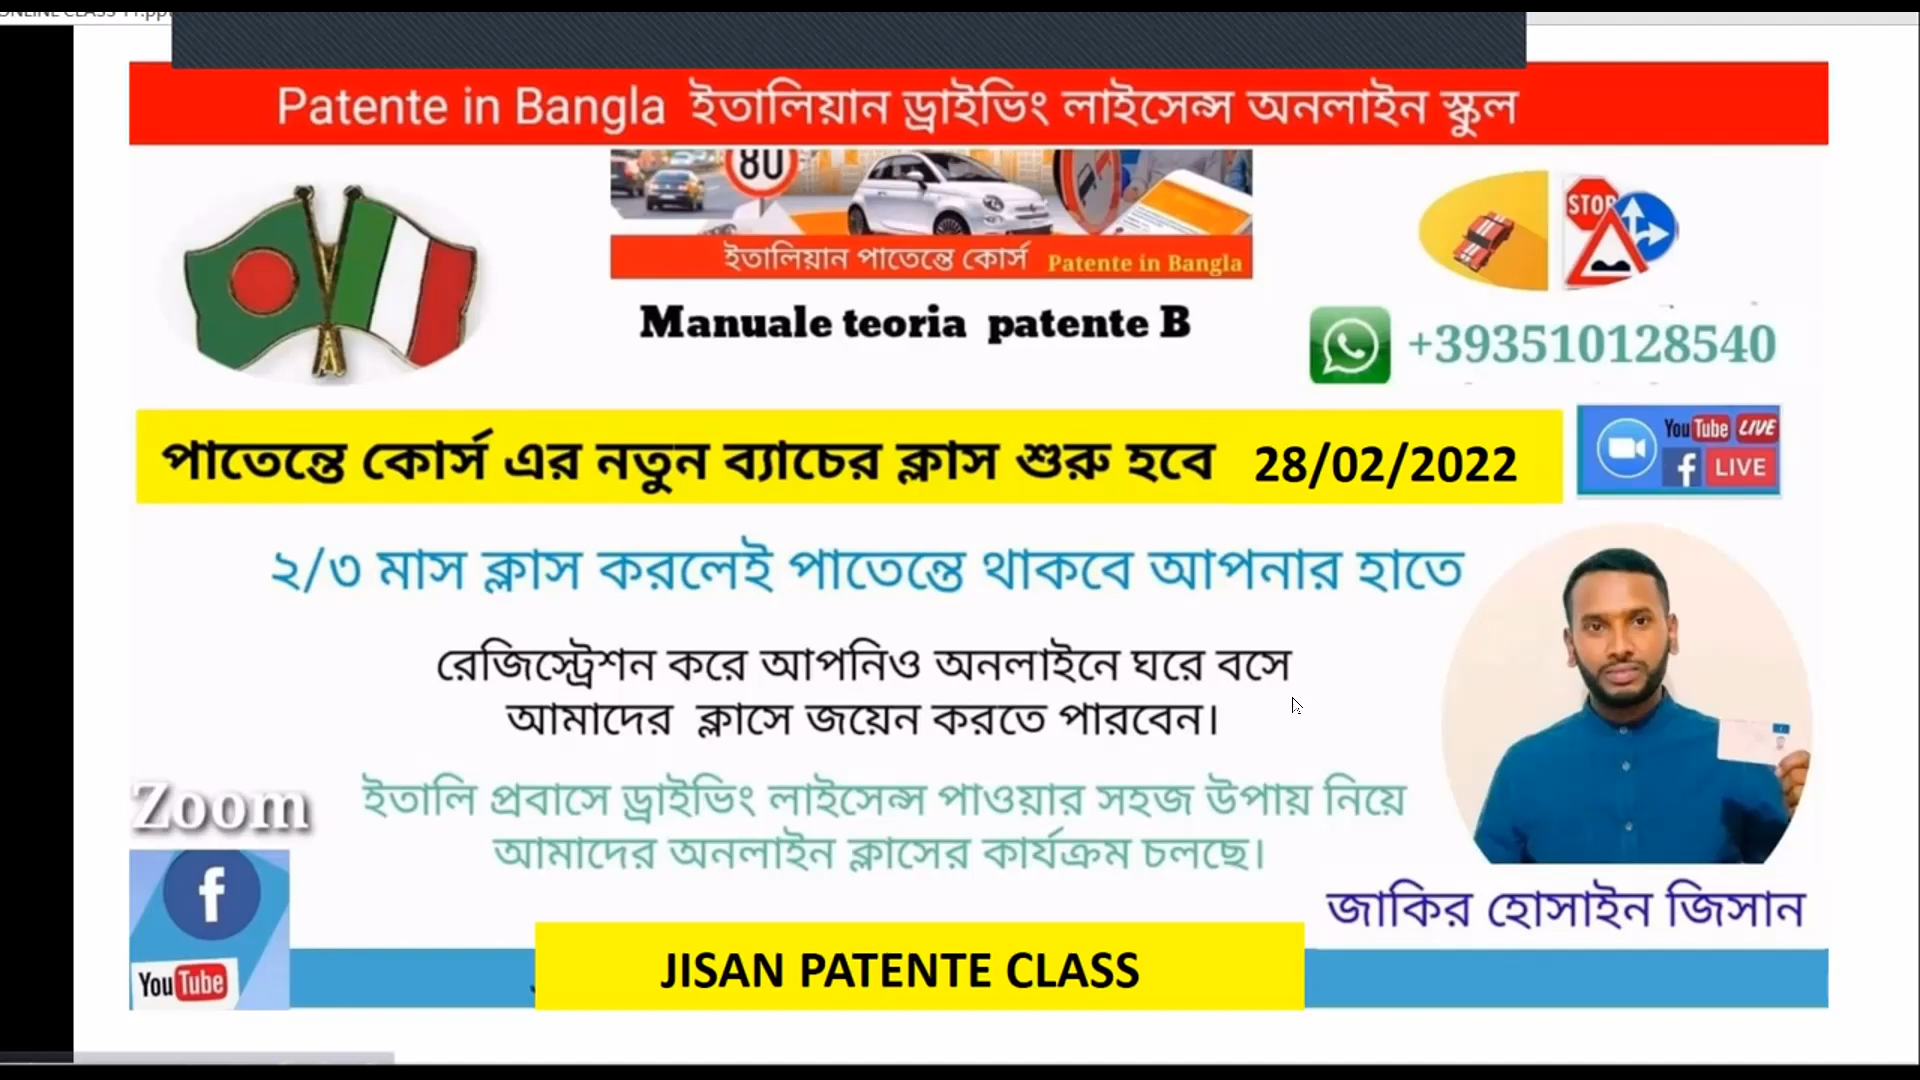 Patente in Bangla ইতালিয়ান ড্রাইভিং লাইসেন্স অনলাইন স্কুল
80
ইতালিয়ান পাতেন্তে কোর্স Patente in Bangla
STOP
Manuale teoria patente B
+393510128540
পাতেন্তে কোর্স এর নতুন ব্যাচের ক্লাস শুরু হবে 28/02/2022
YouTube LIVE
f LIVE
২/৩ মাস ক্লাস করলেই পাতেন্তে থাকবে আপনার হাতে
রেজিস্ট্রেশন করে আপনিও অনলাইনে ঘরে বসে
আমাদের ক্লাসে জয়েন করতে পারবেন।
Zoom
ইতালি প্রবাসে ড্রাইভিং লাইসেন্স পাওয়ার সহজ উপায় নিয়ে
আমাদের অনলাইন ক্লাসের কার্যক্রম চলছে।
f
জাকির হোসাইন জিসান
YouTube
JISAN PATENTE CLASS